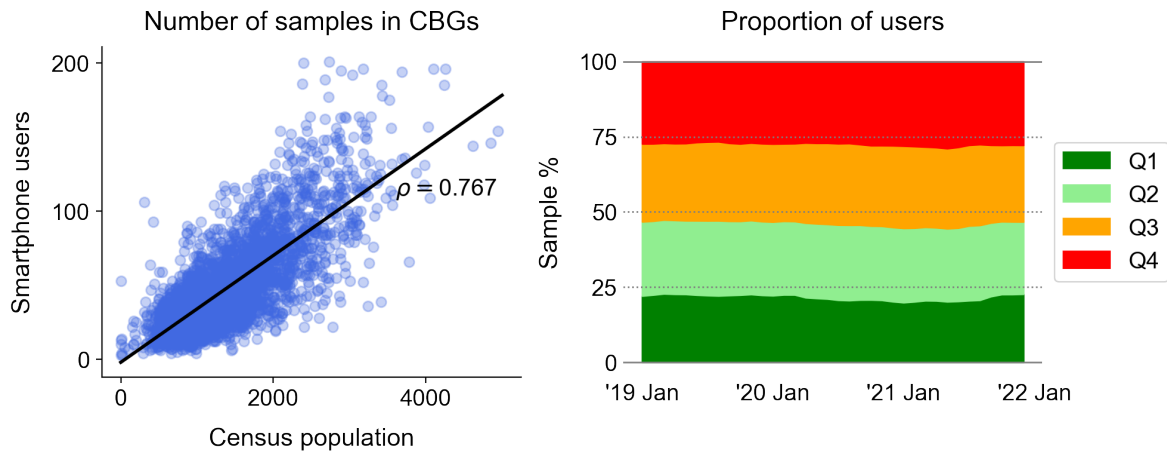 Number of samples in CBGs
Smartphone users
200
100
0
ρ = 0.767
0
2000
4000
Census population
Proportion of users
Sample %
100
75
50
25
0
'19 Jan
'20 Jan
'21 Jan
'22 Jan
Q1
Q2
Q3
Q4